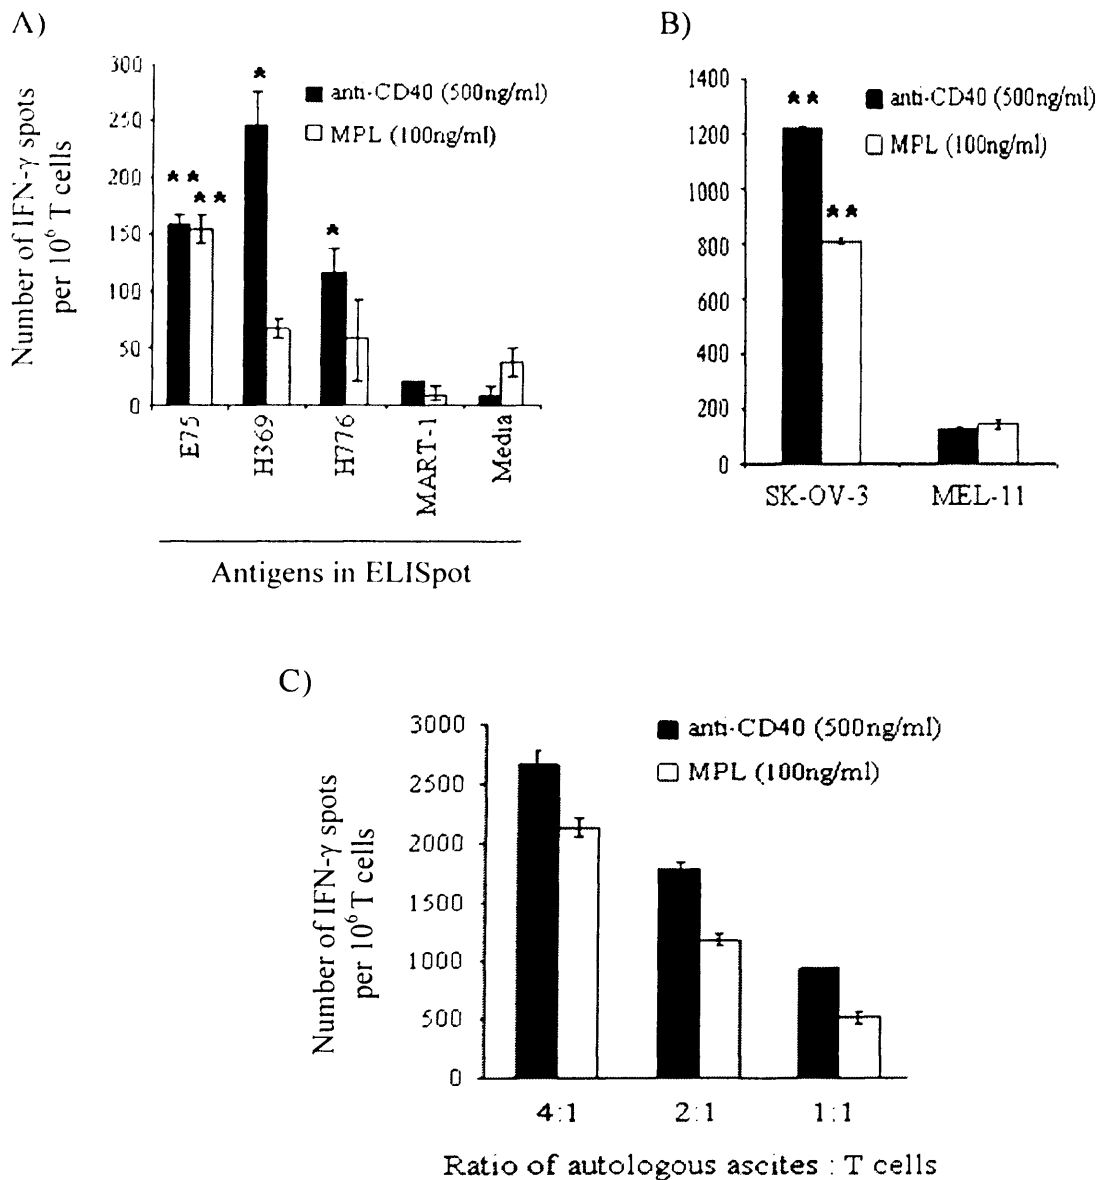 A)
Number of IFN-γ spots
per 10⁶ T cells
300
250
200
150
100
50
0
** ** * *
■ anti-CD40 (500ng/ml)
□ MPL (100ng/ml)
E75
H369
H776
MART-1
Media
Antigens in ELISpot
B)
1400
1200
1000
800
600
400
200
0
** **
■ anti-CD40 (500ng/ml)
□ MPL (100ng/ml)
SK-OV-3
MEL-11
C)
Number of IFN-γ spots
per 10⁶ T cells
3000
2500
2000
1500
1000
500
0
■ anti-CD40 (500ng/ml)
□ MPL (100ng/ml)
4:1
2:1
1:1
Ratio of autologous ascites : T cells